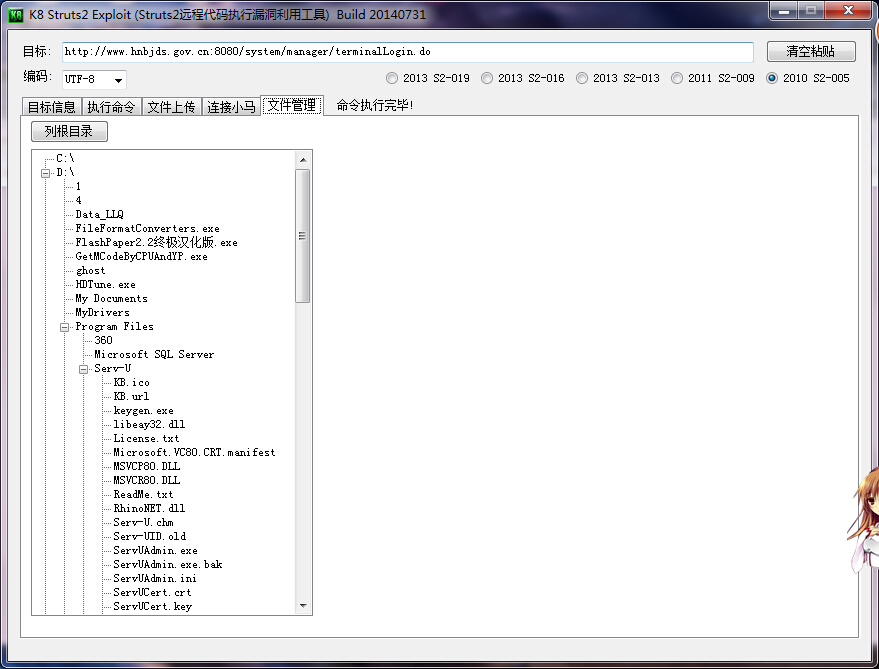 K8 Struts2 Exploit (Struts2远程代码执行漏洞利用工具) Build 20140731
目标: http://www.hnbjds.gov.cn:8080/system/manager/terminalLogin.do 清空粘贴
编码: UTF-8 2013 S2-019 2013 S2-016 2013 S2-013 2011 S2-009 2010 S2-005
目标信息 执行命令 文件上传 连接小马 文件管理 命令执行完毕!
列根目录
C:\
D:\
1
4
Data_LLQ
FileFormatConverters.exe
FlashPaper2.2终极汉化版.exe
GetMCodeByCPUAndYP.exe
ghost
HDTune.exe
My Documents
MyDrivers
Program Files
360
Microsoft SQL Server
Serv-U
KB.ico
KB.url
keygen.exe
libeay32.dll
License.txt
Microsoft.VC80.CRT.manifest
MSVCP80.DLL
MSVCR80.DLL
ReadMe.txt
RhinoNET.dll
Serv-U.chm
Serv-UID.old
ServUAdmin.exe
ServUAdmin.exe.bak
ServUAdmin.ini
ServUCert.crt
ServUCert.key